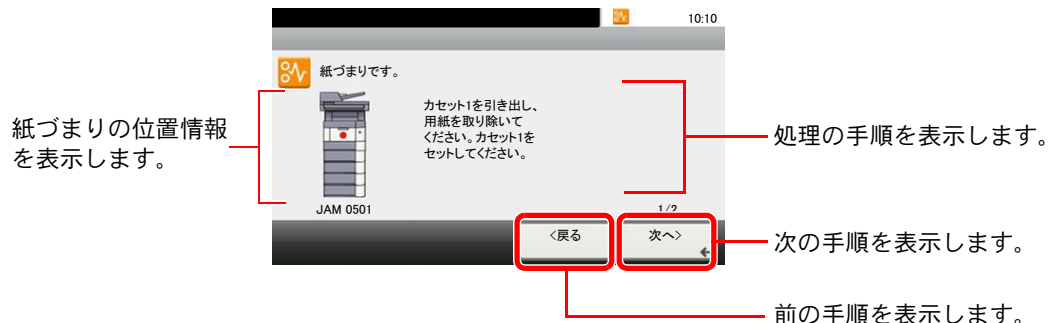 10:10
紙づまりです。
紙づまりの位置情報
を表示します。
カセット1を引き出し、
用紙を取り除いて
ください。カセット1を
セットしてください。
処理の手順を表示します。
JAM 0501
1/2
<戻る
次へ>
次の手順を表示します。
前の手順を表示します。